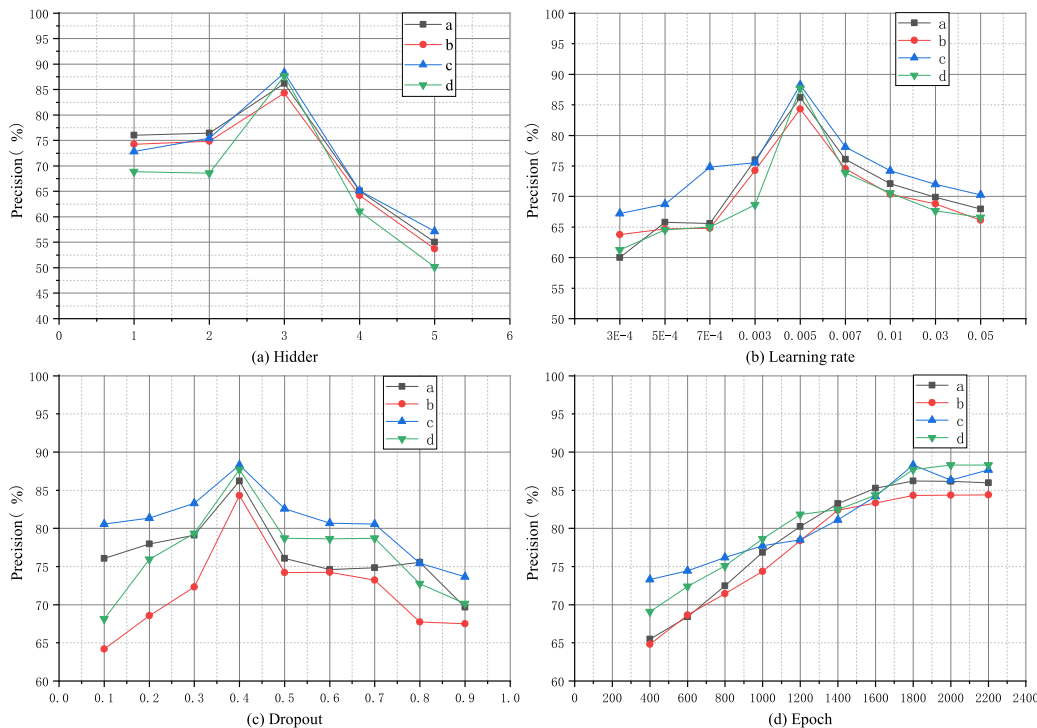 100
95
90
85
80
75
70
65
60
55
50
45
40
Precision( %)
a
b
c
d
0 1 2 3 4 5 6
(a) Hidder
100
90
80
70
60
50
Precision( %)
a
b
c
d
3E-4 5E-4 7E-4 0.003 0.005 0.007 0.01 0.03 0.05
(b) Learning rate
100
95
90
85
80
75
70
65
60
Precision( %)
a
b
c
d
0.0 0.1 0.2 0.3 0.4 0.5 0.6 0.7 0.8 0.9 1.0
(c) Dropout
100
95
90
85
80
75
70
65
60
Precision( %)
a
b
c
d
0 200 400 600 800 1000 1200 1400 1600 1800 2000 2200 2400
(d) Epoch